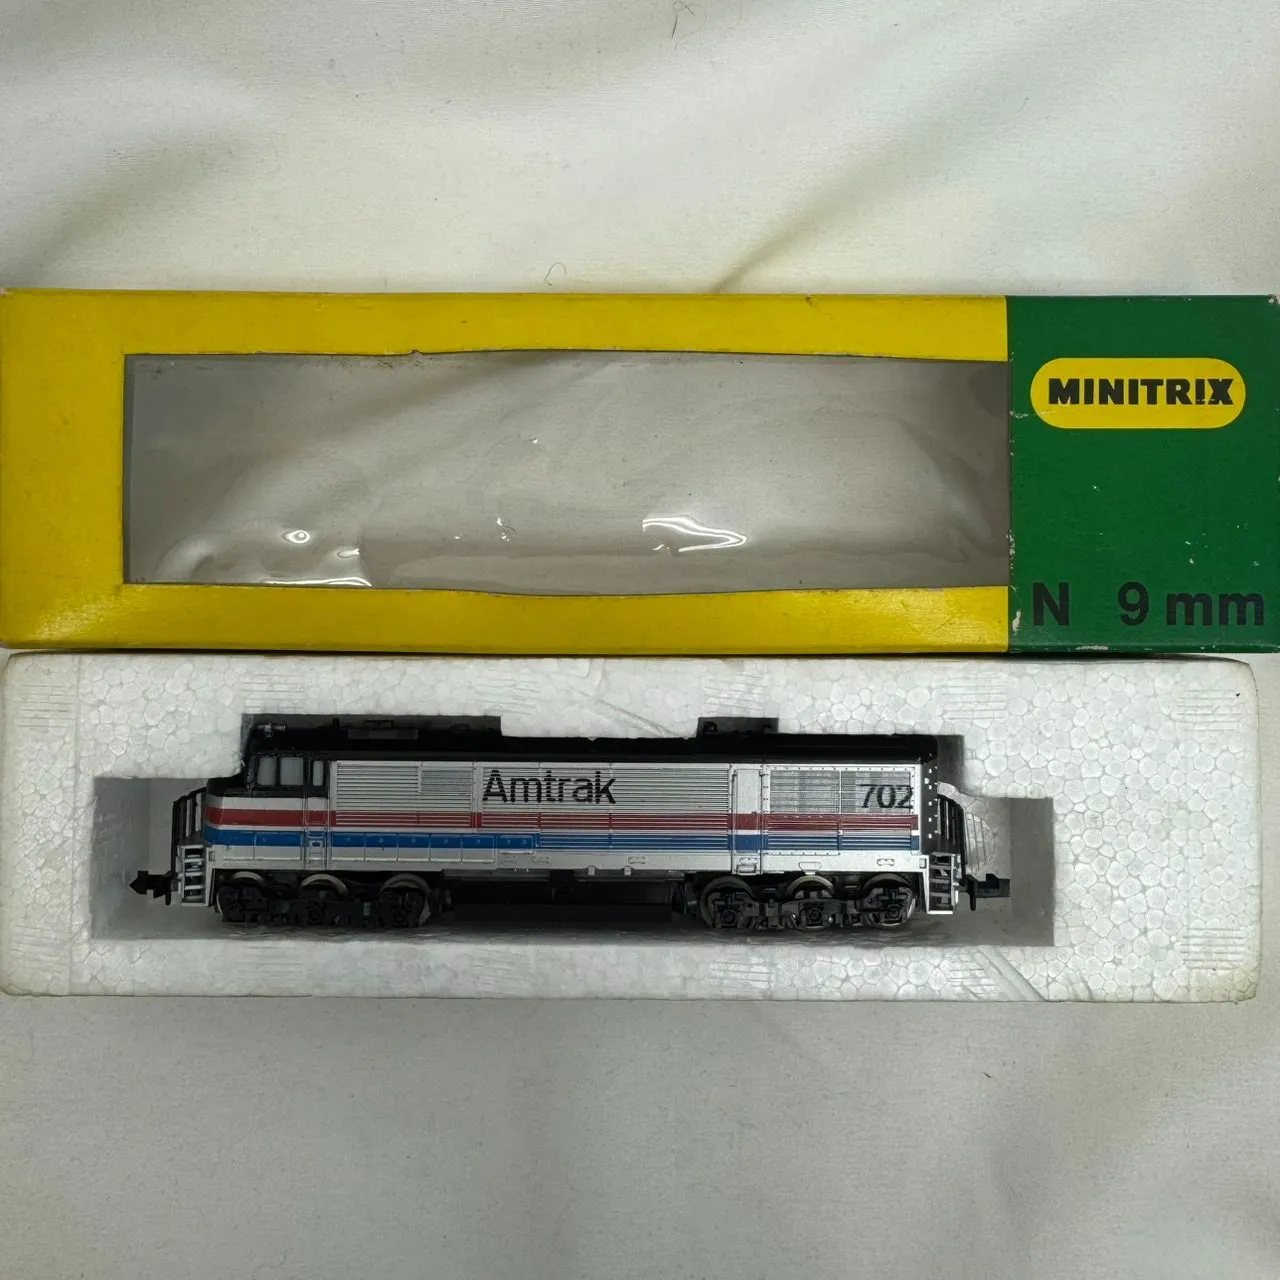 MINITRIX
N 9 mm
Amtrak
702